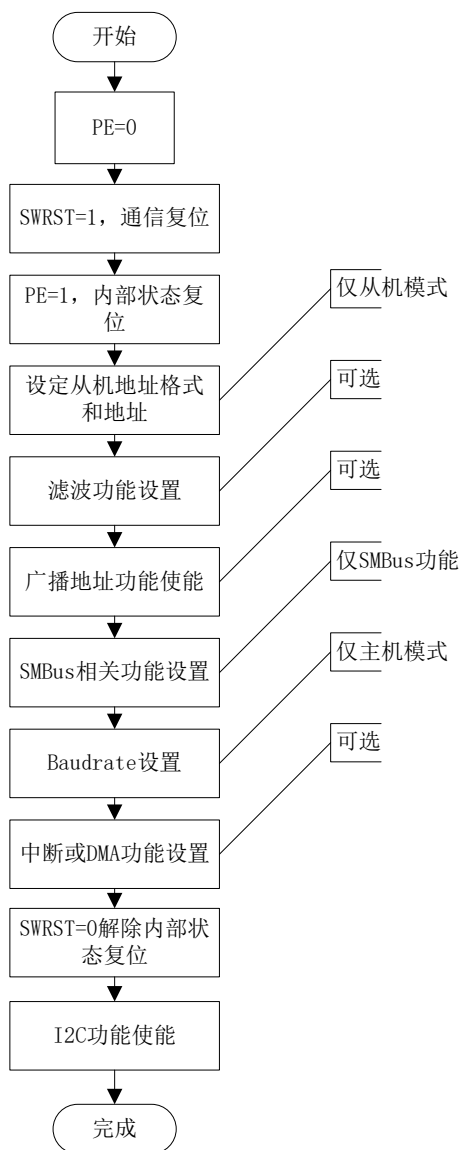 开始
PE=0
SWRST=1，通信复位
PE=1，内部状态复
位
仅从机模式
设定从机地址格式
和地址
可选
滤波功能设置
可选
广播地址功能使能
仅SMBus功能
SMBus相关功能设置
仅主机模式
Baudrate设置
可选
中断或DMA功能设置
SWRST=0解除内部状
态复位
I2C功能使能
完成